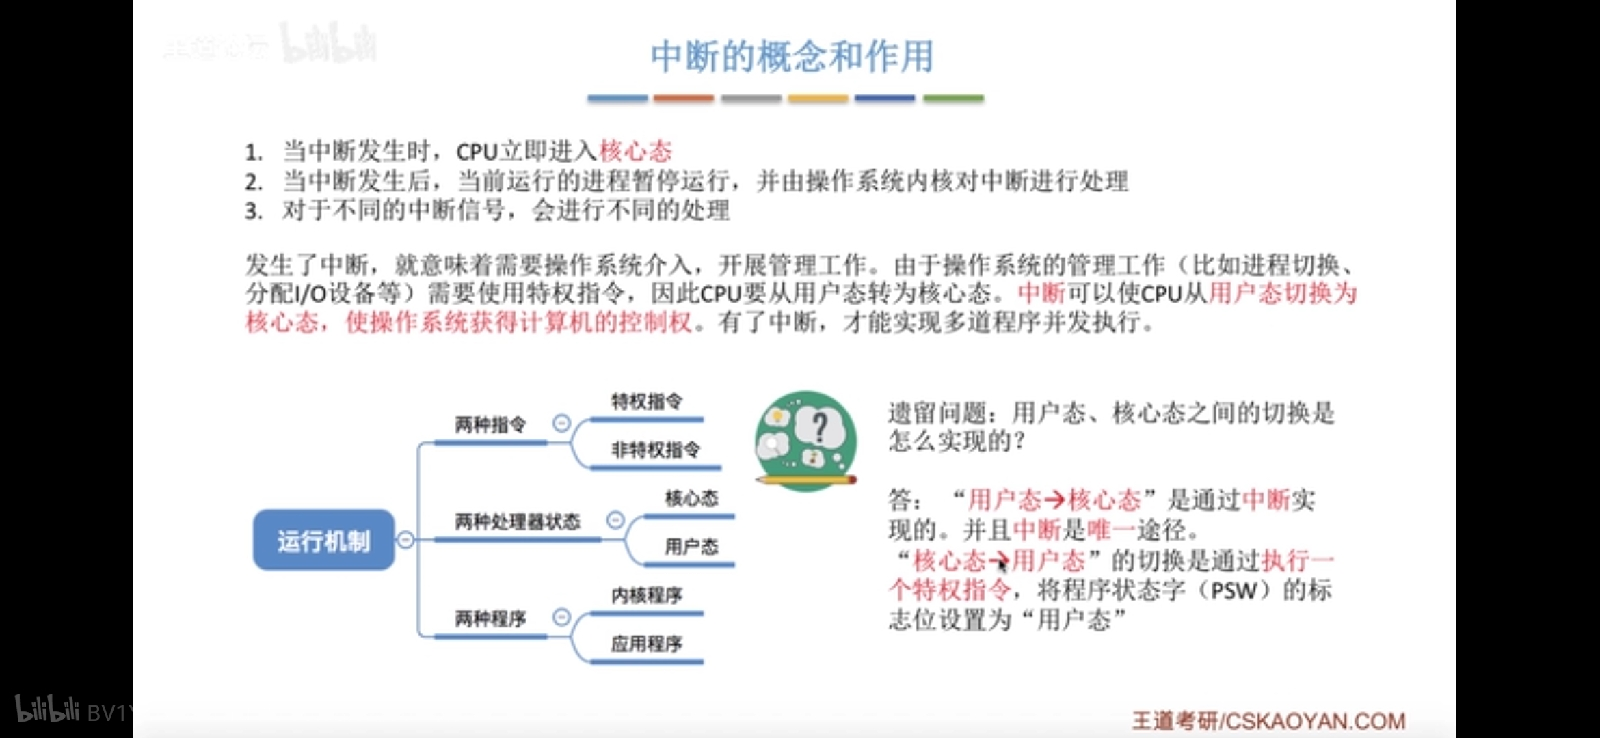 bilibili
中断的概念和作用
1. 当中断发生时，CPU立即进入核心态
2. 当中断发生后，当前运行的进程暂停运行，并由操作系统内核对中断进行处理
3. 对于不同的中断信号，会进行不同的处理
发生了中断，就意味着需要操作系统介入，开展管理工作。由于操作系统的管理工作（比如进程切换、
分配I/O设备等）需要使用特权指令，因此CPU要从用户态转为核心态。中断可以使CPU从用户态切换为
核心态，使操作系统获得计算机的控制权。有了中断，才能实现多道程序并发执行。
运行机制
两种指令
特权指令
非特权指令
两种处理器状态
核心态
用户态
两种程序
内核程序
应用程序
?
遗留问题：用户态、核心态之间的切换是
怎么实现的？
答： “用户态→核心态”是通过中断实
现的。并且中断是唯一途径。
“核心态→用户态”的切换是通过执行一
个特权指令，将程序状态字（PSW）的标
志位设置为“用户态”
bilibili BV1
王道考研/CSKAOYAN.COM